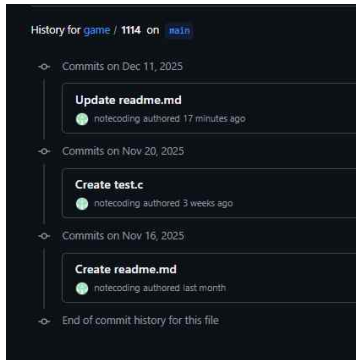 History for game / 1114 on main
Commits on Dec 11, 2025
Update readme.md
notecoding authored 17 minutes ago
Commits on Nov 20, 2025
Create test.c
notecoding authored 3 weeks ago
Commits on Nov 16, 2025
Create readme.md
notecoding authored last month
End of commit history for this file